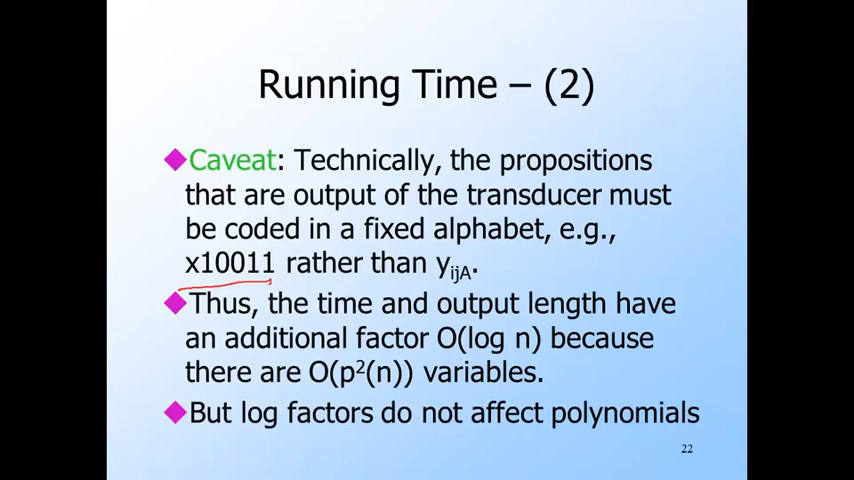 Running Time – (2)
Caveat: Technically, the propositions
that are output of the transducer must
be coded in a fixed alphabet, e.g.,
x10011 rather than y_ijA.
Thus, the time and output length have
an additional factor O(log n) because
there are O(p²(n)) variables.
But log factors do not affect polynomials
22